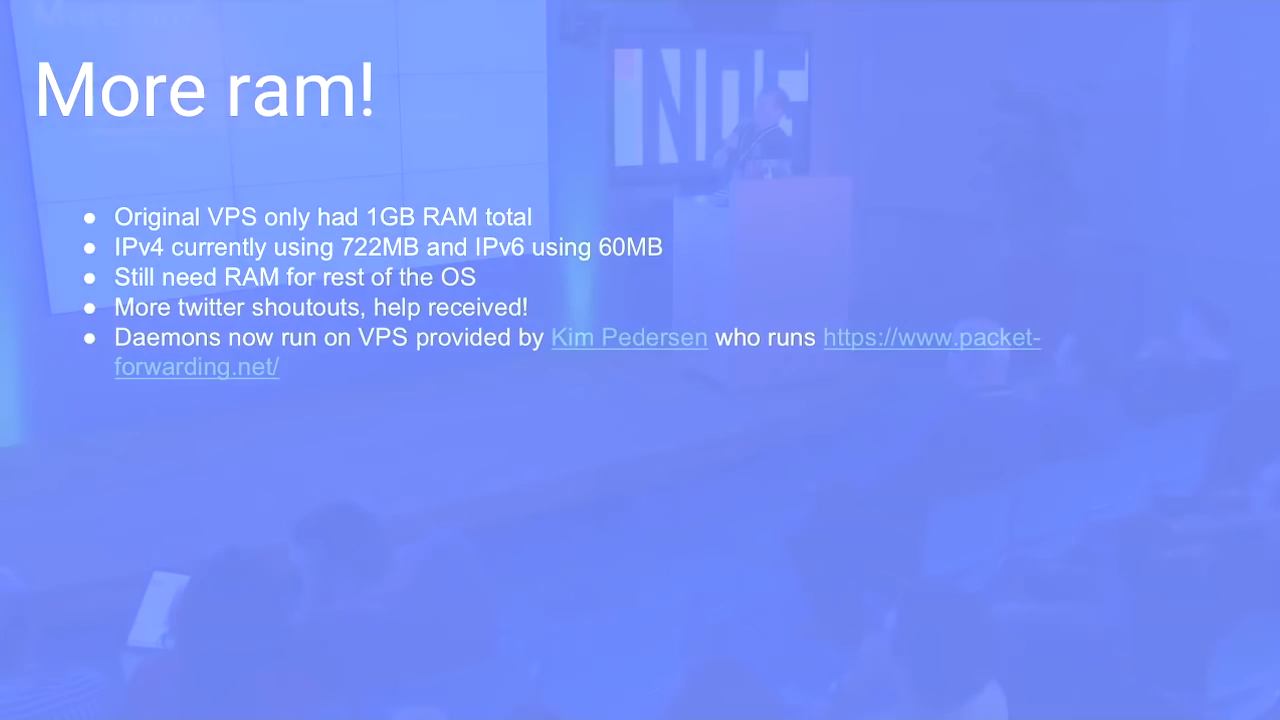 More ram!
● Original VPS only had 1GB RAM total
● IPv4 currently using 722MB and IPv6 using 60MB
● Still need RAM for rest of the OS
● More twitter shoutouts, help received!
● Daemons now run on VPS provided by Kim Pedersen who runs https://www.packet-
forwarding.net/